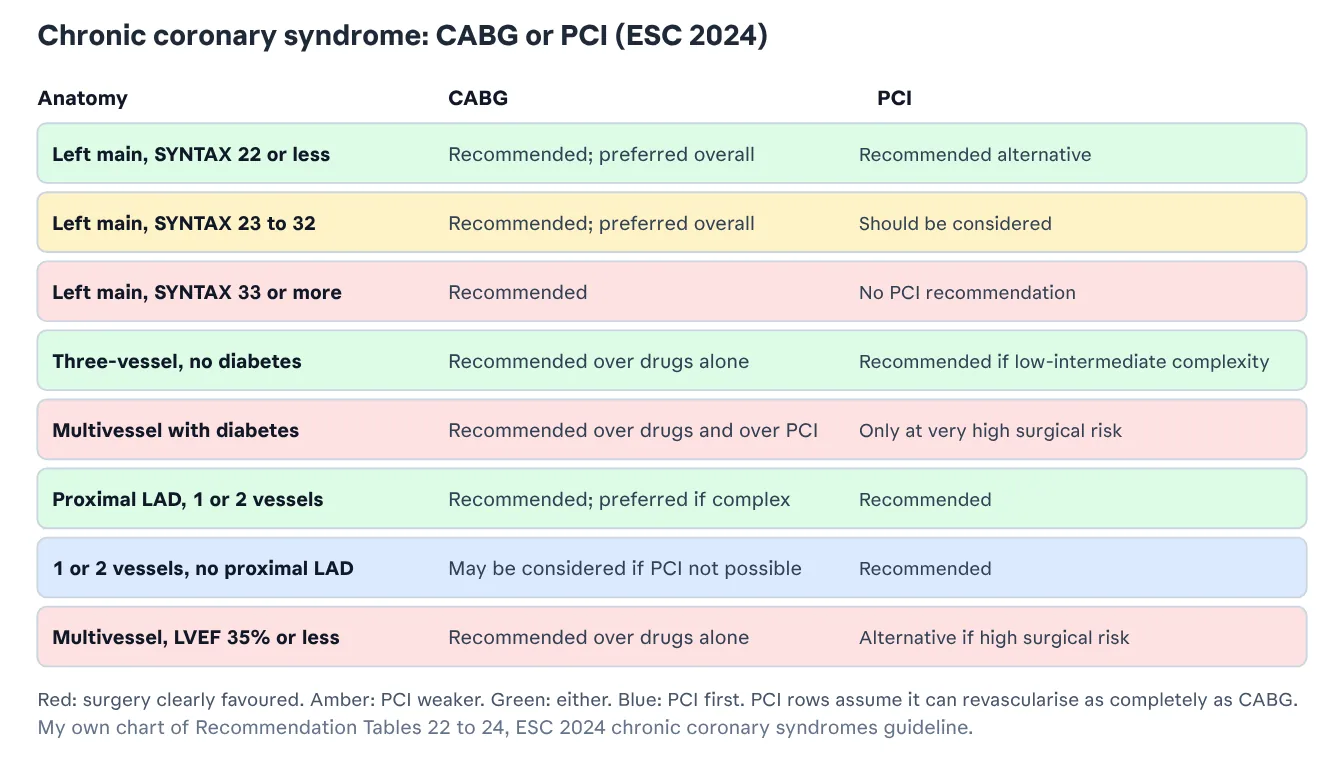 Chronic coronary syndrome: CABG or PCI (ESC 2024)
Anatomy CABG PCI
Left main, SYNTAX 22 or less Recommended; preferred overall Recommended alternative
Left main, SYNTAX 23 to 32 Recommended; preferred overall Should be considered
Left main, SYNTAX 33 or more Recommended No PCI recommendation
Three-vessel, no diabetes Recommended over drugs alone Recommended if low-intermediate complexity
Multivessel with diabetes Recommended over drugs and over PCI Only at very high surgical risk
Proximal LAD, 1 or 2 vessels Recommended; preferred if complex Recommended
1 or 2 vessels, no proximal LAD May be considered if PCI not possible Recommended
Multivessel, LVEF 35% or less Recommended over drugs alone Alternative if high surgical risk
Red: surgery clearly favoured. Amber: PCI weaker. Green: either. Blue: PCI first. PCI rows assume it can revascularise as completely as CABG.
My own chart of Recommendation Tables 22 to 24, ESC 2024 chronic coronary syndromes guideline.